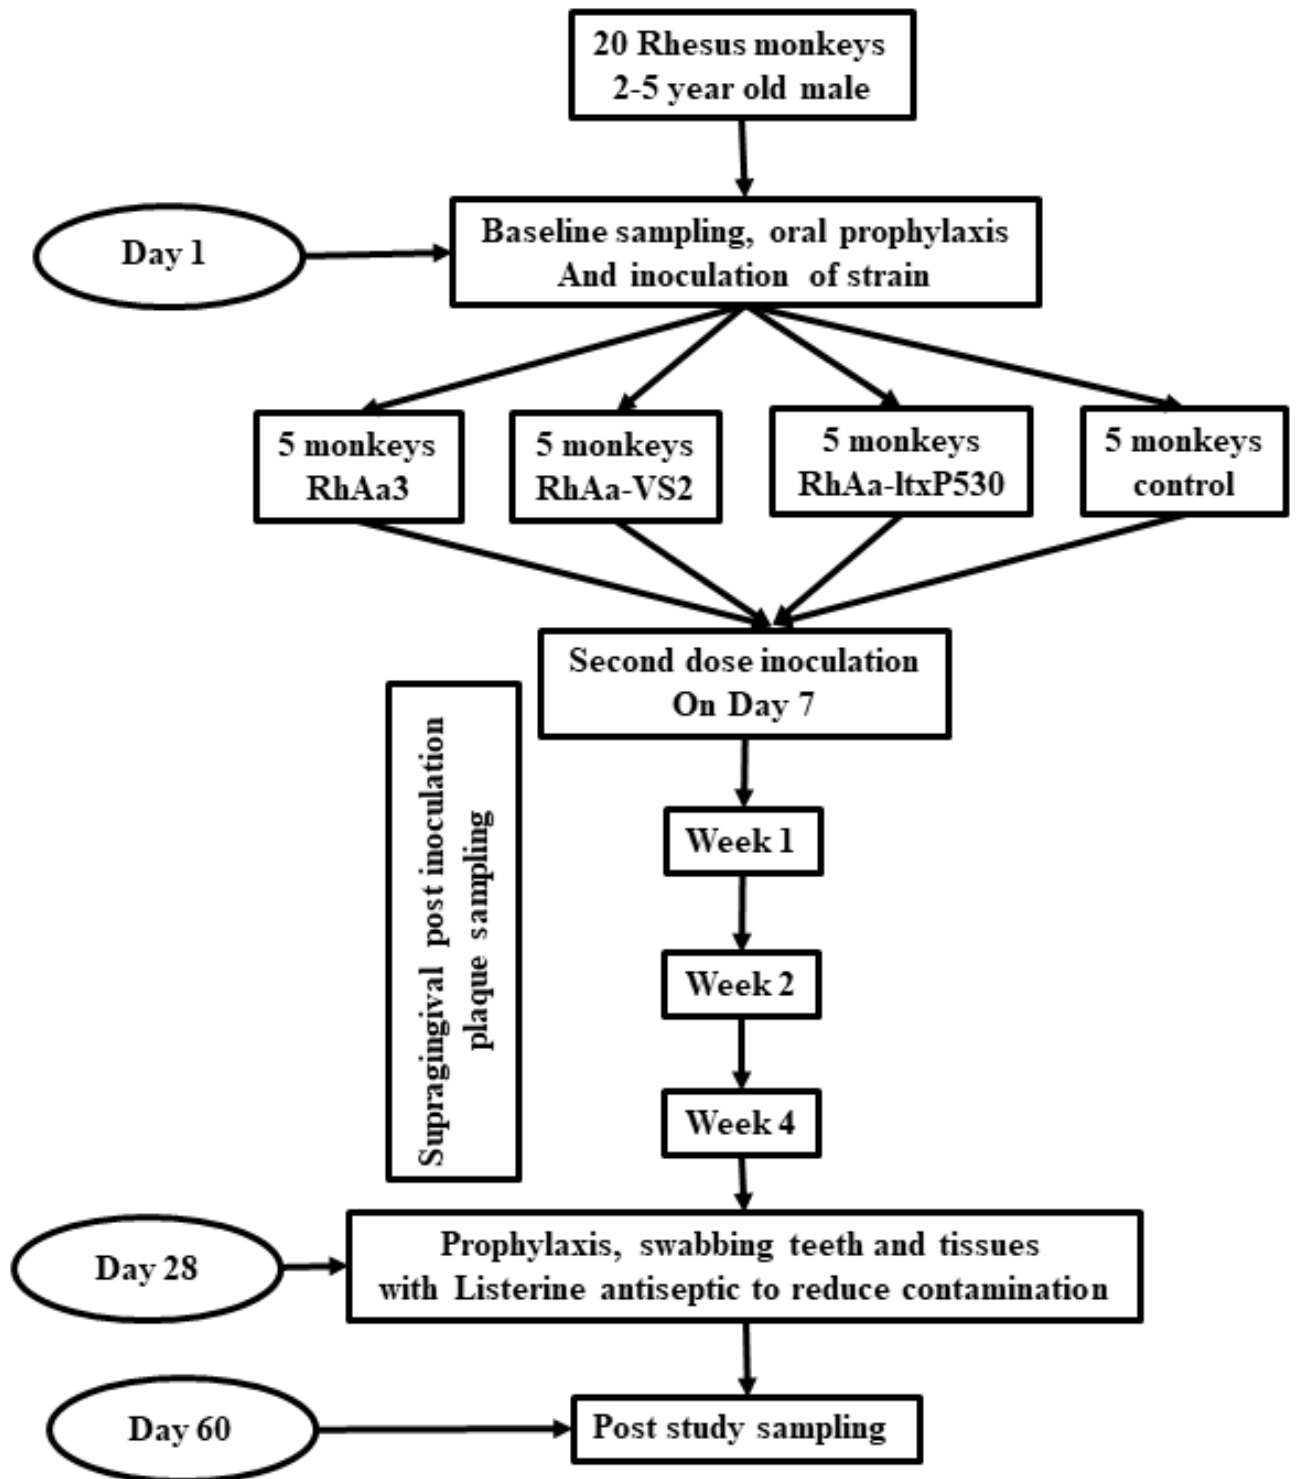 20 Rhesus monkeys
2-5 year old male
Day 1
Baseline sampling, oral prophylaxis
And inoculation of strain
5 monkeys
RhAa3
5 monkeys
RhAa-VS2
5 monkeys
RhAa-ltxP530
5 monkeys
control
Second dose inoculation
On Day 7
Supragingival post inoculation
plaque sampling
Week 1
Week 2
Week 4
Day 28
Prophylaxis, swabbing teeth and tissues
with Listerine antiseptic to reduce contamination
Day 60
Post study sampling